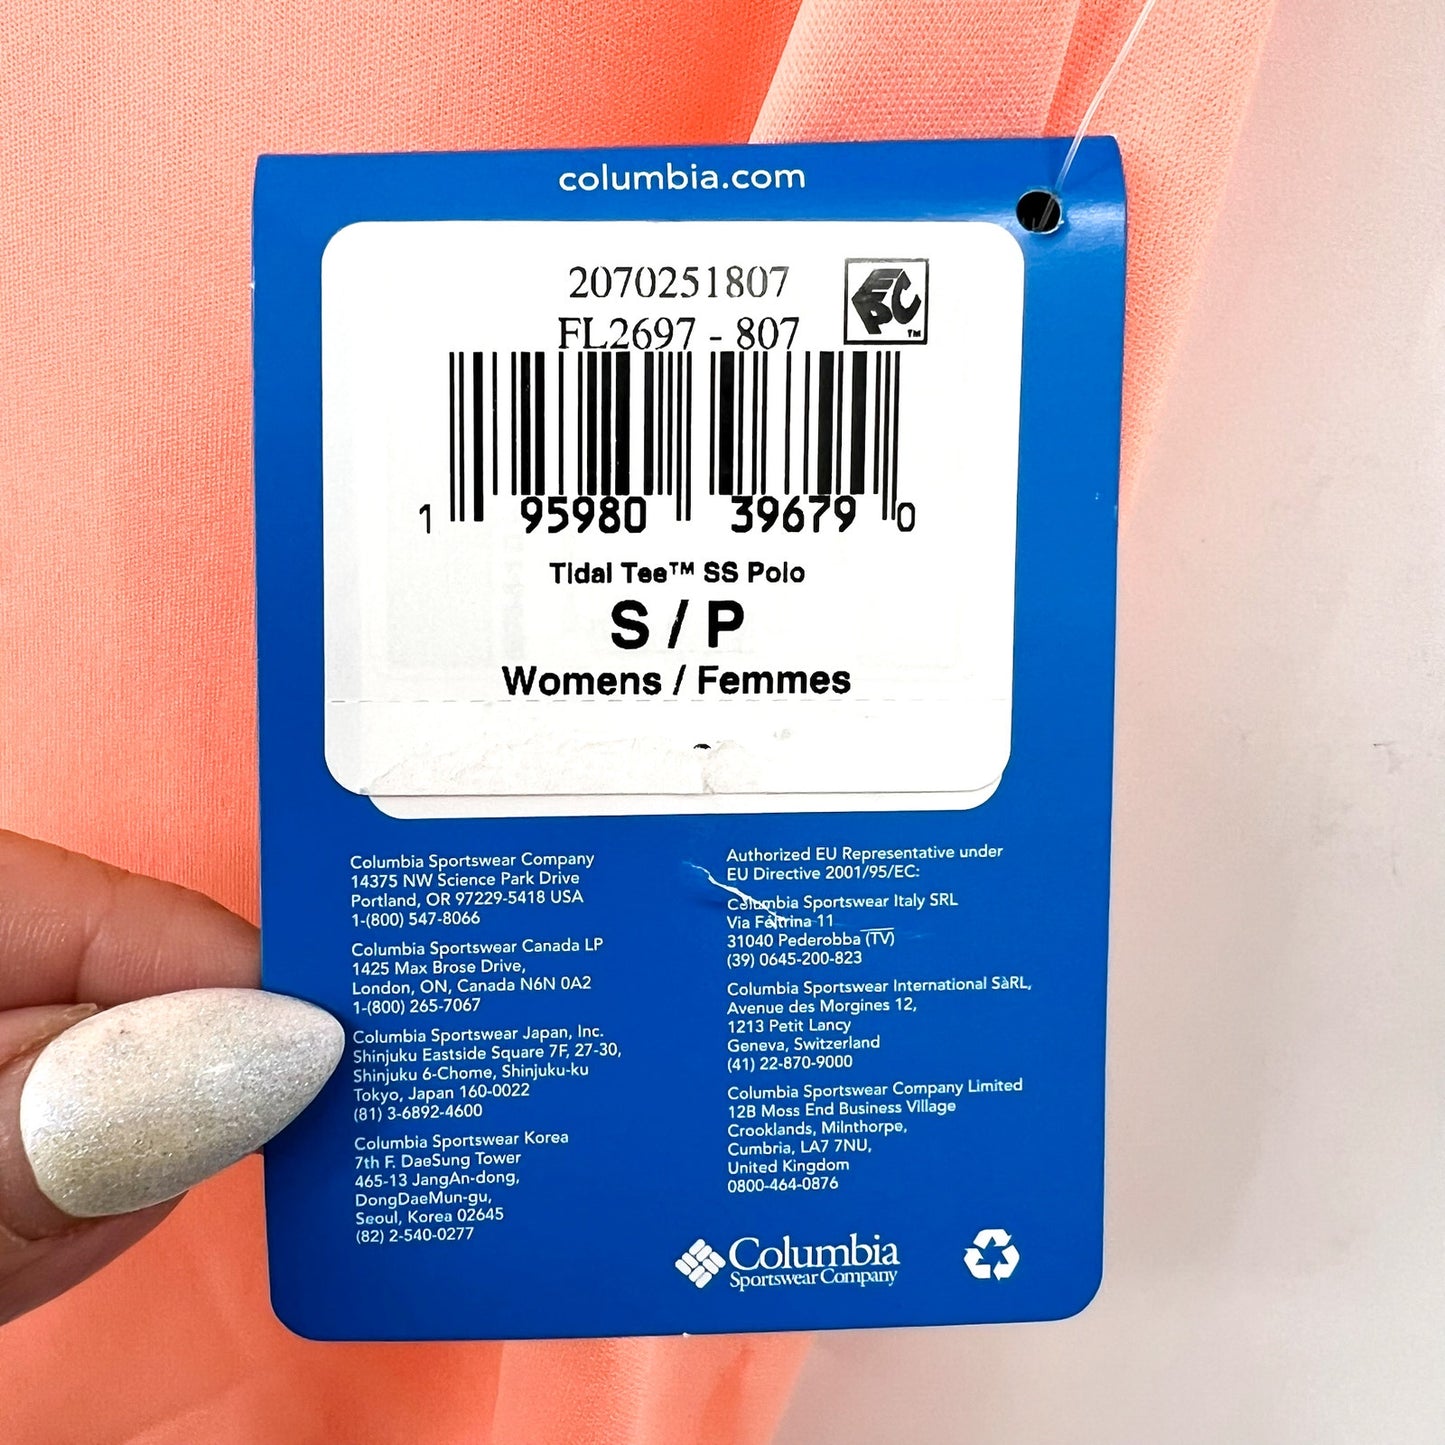 columbia.com
2070251807
FL2697 - 807
EPC™
1 95980 39679 0
Tidal Tee™ SS Polo
S / P
Womens / Femmes
Columbia Sportswear Company
14375 NW Science Park Drive
Portland, OR 97229-5418 USA
1-(800) 547-8066
Columbia Sportswear Canada LP
1425 Max Brose Drive,
London, ON, Canada N6N 0A2
1-(800) 265-7067
Columbia Sportswear Japan, Inc.
Shinjuku Eastside Square 7F, 27-30,
Shinjuku 6-Chome, Shinjuku-ku
Tokyo, Japan 160-0022
(81) 3-6892-4600
Columbia Sportswear Korea
7th F. DaeSung Tower
465-13 JangAn-dong,
DongDaeMun-gu,
Seoul, Korea 02645
(82) 2-540-0277
Authorized EU Representative under
EU Directive 2001/95/EC:
Columbia Sportswear Italy SRL
Via Feltrina 11
31040 Pederobba (TV)
(39) 0645-200-823
Columbia Sportswear International SàRL,
Avenue des Morgines 12,
1213 Petit Lancy
Geneva, Switzerland
(41) 22-870-9000
Columbia Sportswear Company Limited
12B Moss End Business Village
Crooklands, Milnthorpe,
Cumbria, LA7 7NU,
United Kingdom
0800-464-0876
Columbia
Sportswear Company